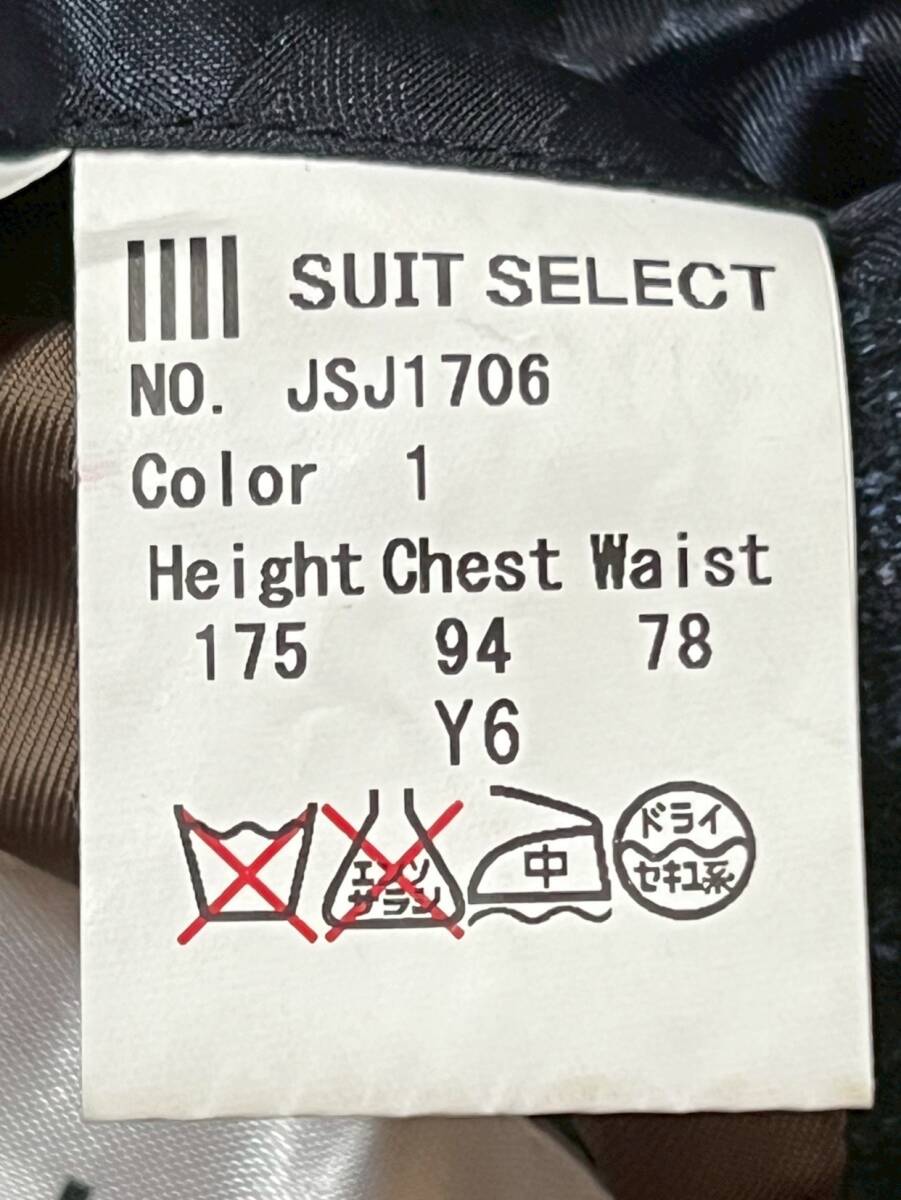 SUIT SELECT
NO. JSJ1706
Color 1
Height Chest Waist
175 94 78
Y6
エンソ
サラシ
中
ドライ
セキユ系